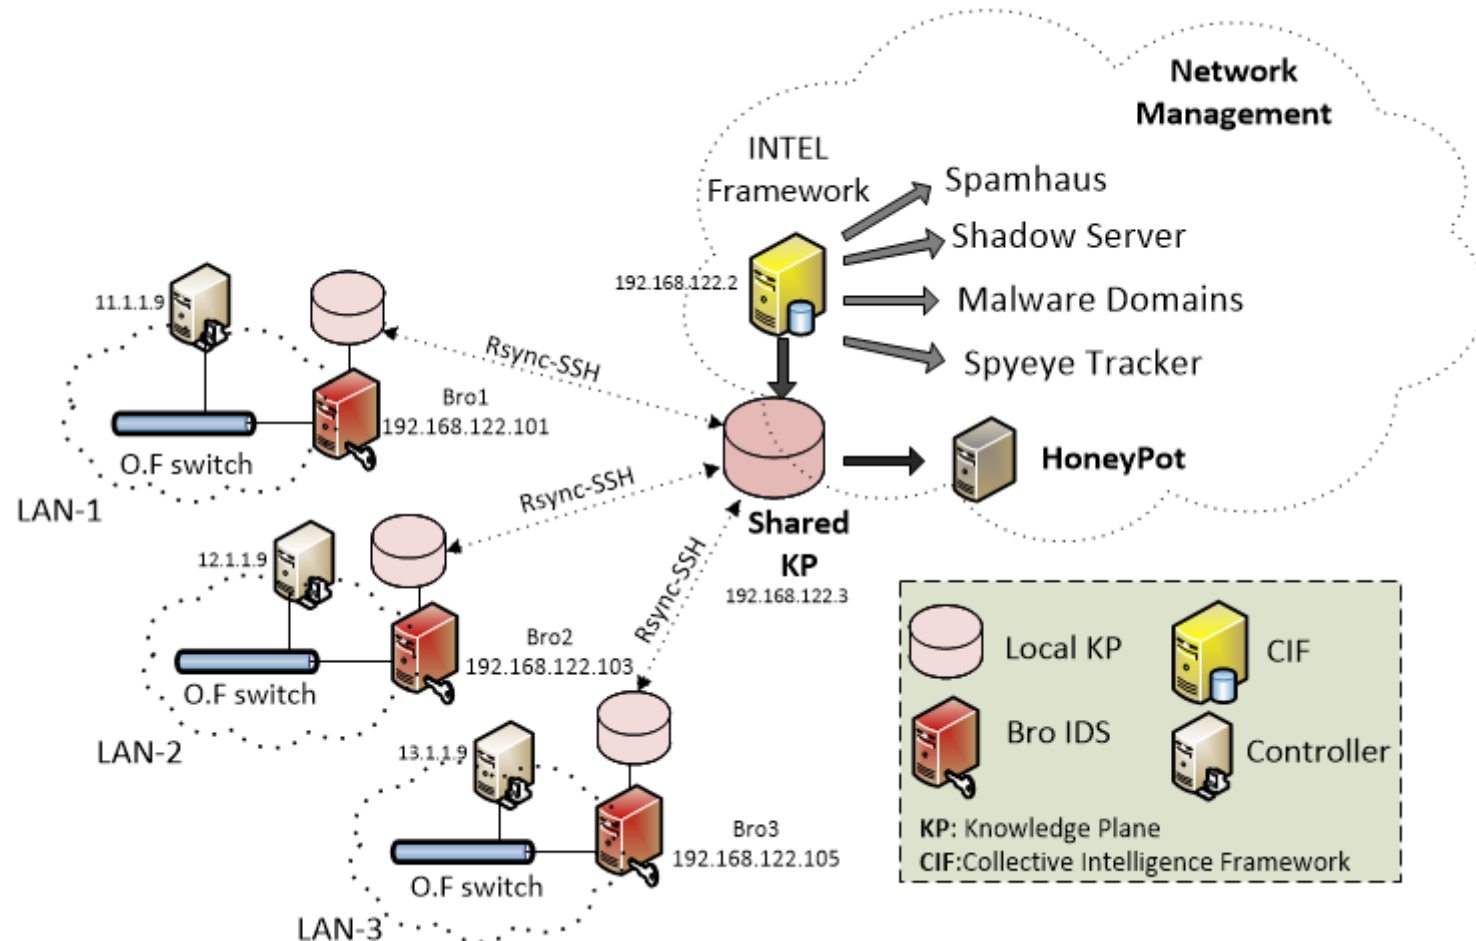 Network
Management
INTEL
Framework
Spamhaus
Shadow Server
Malware Domains
Spyeye Tracker
192.168.122.2
11.1.1.9
Rsync-SSH
Bro1
192.168.122.101
O.F switch
LAN-1
HoneyPot
Rsync-SSH
Shared
KP
192.168.122.3
12.1.1.9
Rsync-SSH
Bro2
192.168.122.103
O.F switch
LAN-2
13.1.1.9
Bro3
192.168.122.105
O.F switch
LAN-3
Local KP
CIF
Bro IDS
Controller
KP: Knowledge Plane
CIF:Collective Intelligence Framework